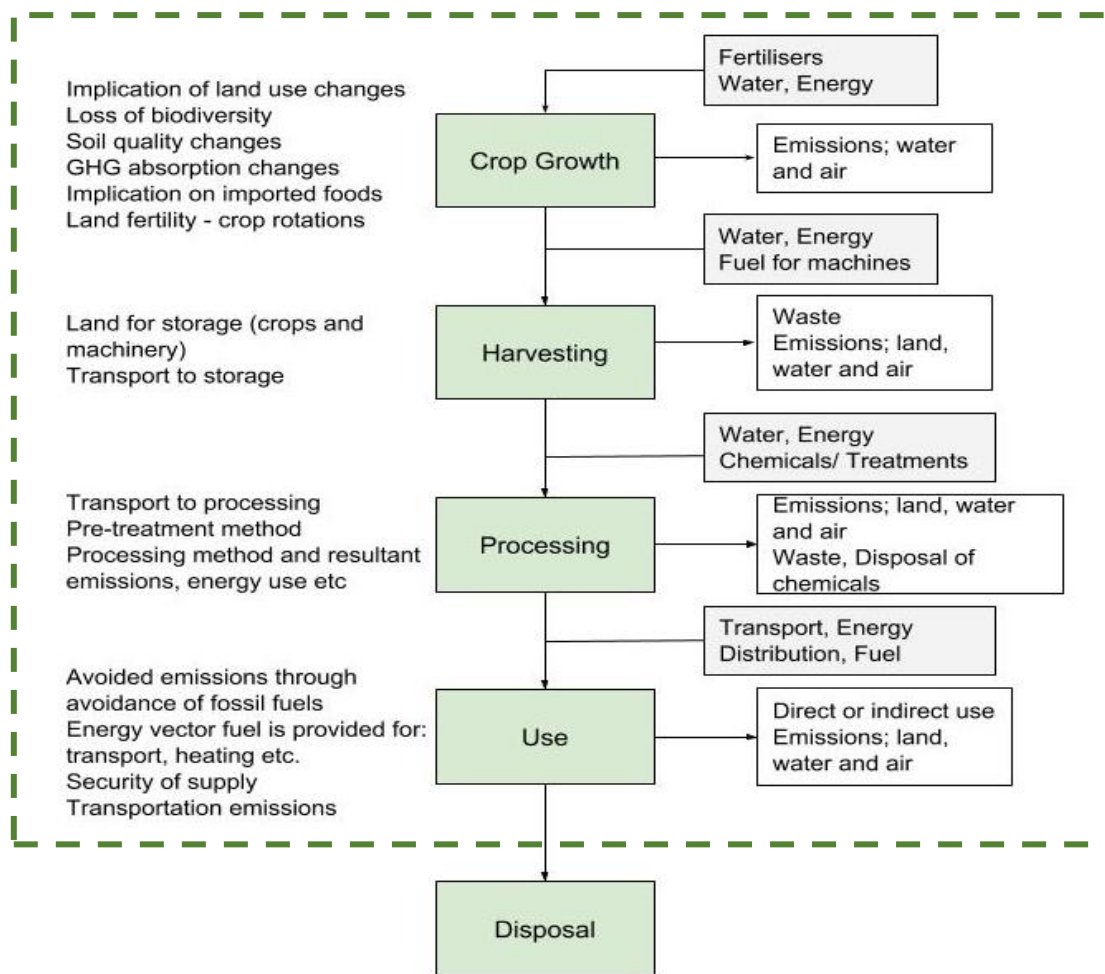 Fertilisers
Water, Energy
Implication of land use changes
Loss of biodiversity
Soil quality changes
GHG absorption changes
Implication on imported foods
Land fertility - crop rotations
Crop Growth
Emissions; water
and air
Water, Energy
Fuel for machines
Land for storage (crops and
machinery)
Transport to storage
Harvesting
Waste
Emissions; land,
water and air
Water, Energy
Chemicals/ Treatments
Transport to processing
Pre-treatment method
Processing method and resultant
emissions, energy use etc
Processing
Emissions; land, water
and air
Waste, Disposal of
chemicals
Transport, Energy
Distribution, Fuel
Avoided emissions through
avoidance of fossil fuels
Energy vector fuel is provided for:
transport, heating etc.
Security of supply
Transportation emissions
Use
Direct or indirect use
Emissions; land,
water and air
Disposal